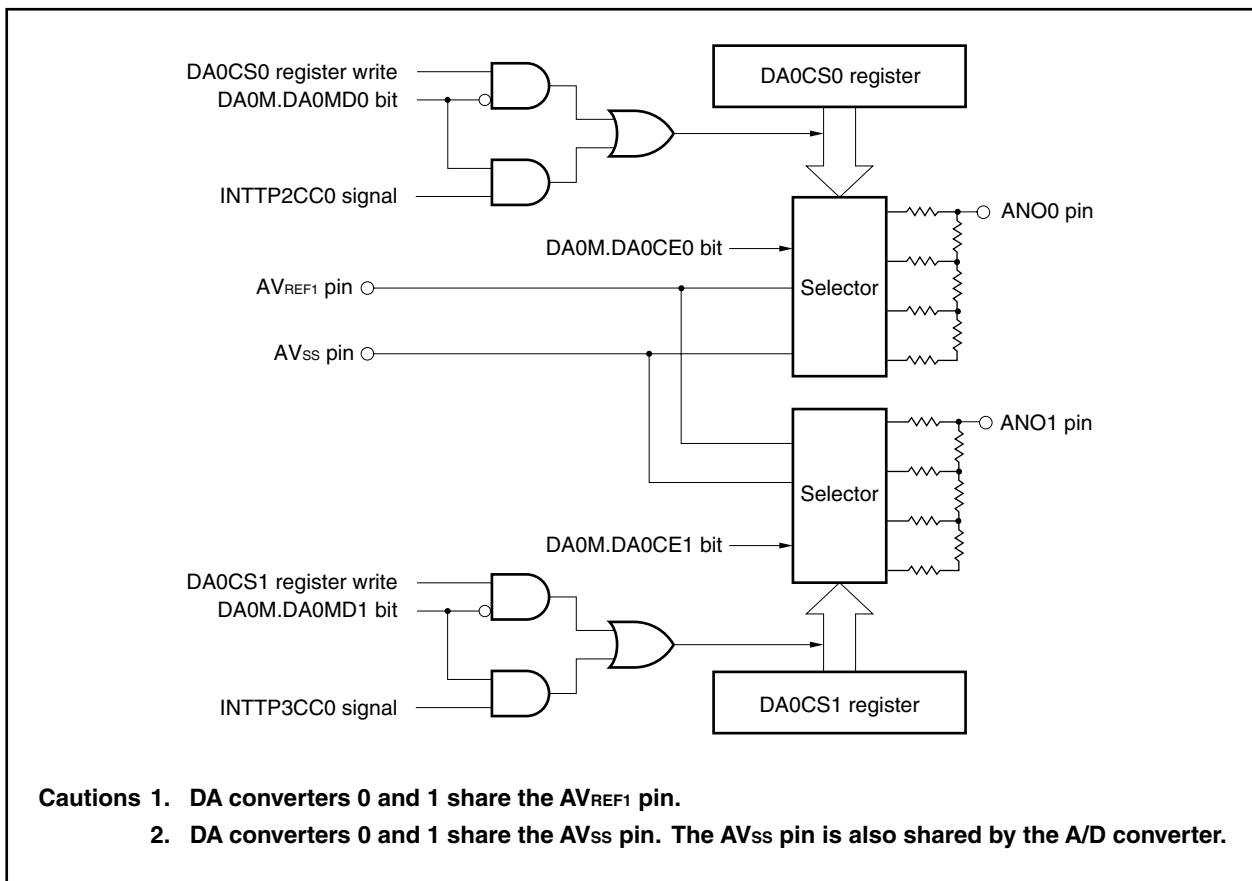 DA0CS0 register write
DA0M.DA0MD0 bit
INTTP2CC0 signal
DA0CS0 register
DA0M.DA0CE0 bit
Selector
ANO0 pin
AVREF1 pin
AVSS pin
ANO1 pin
Selector
DA0M.DA0CE1 bit
DA0CS1 register write
DA0M.DA0MD1 bit
INTTP3CC0 signal
DA0CS1 register
Cautions 1. DA converters 0 and 1 share the AVREF1 pin.
2. DA converters 0 and 1 share the AVSS pin. The AVSS pin is also shared by the A/D converter.